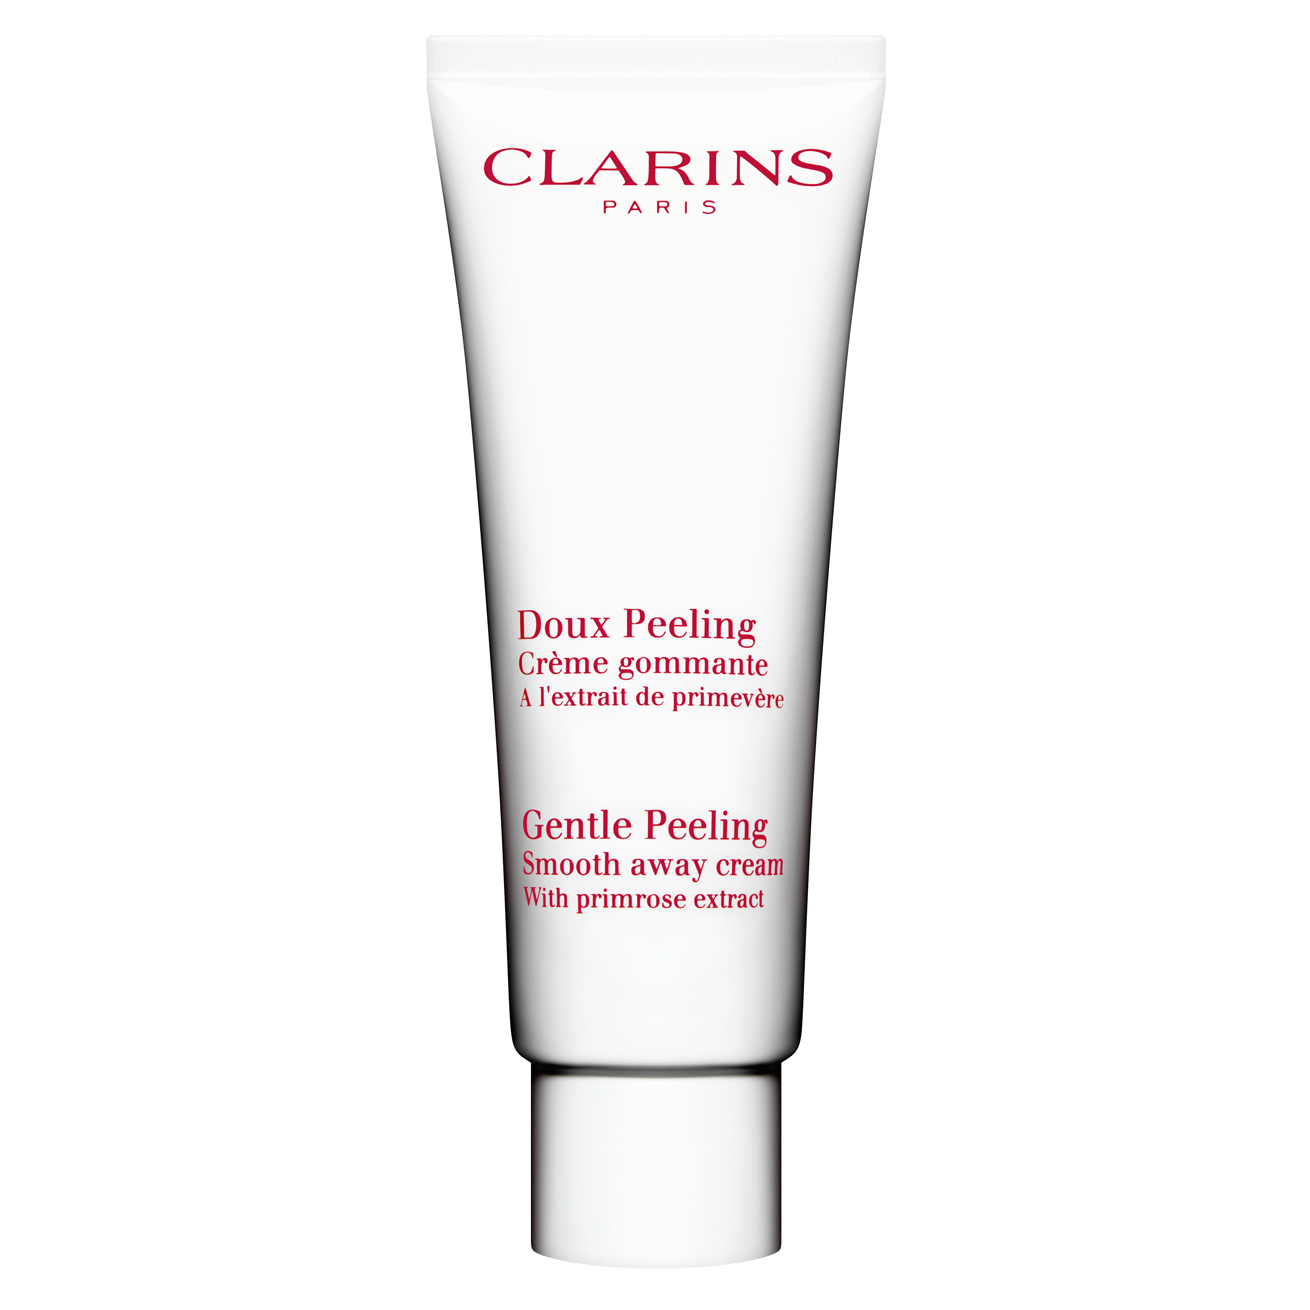 CLARINS
PARIS
Doux Peeling
Crème gommante
A l'extrait de primevère
Gentle Peeling
Smooth away cream
With primrose extract